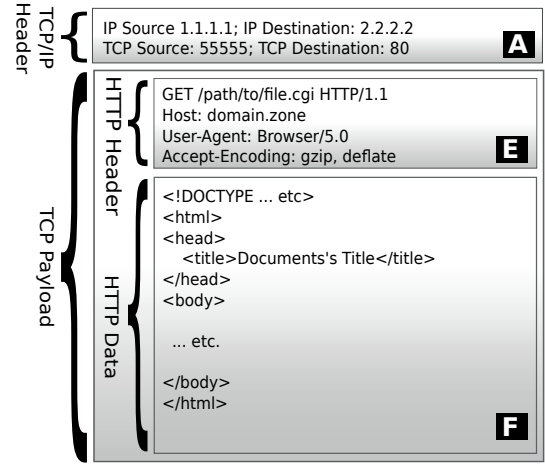 TCP/IP
Header
IP Source 1.1.1.1; IP Destination: 2.2.2.2
TCP Source: 55555; TCP Destination: 80
A
TCP Payload
HTTP Header
GET /path/to/file.cgi HTTP/1.1
Host: domain.zone
User-Agent: Browser/5.0
Accept-Encoding: gzip, deflate
E
HTTP Data
<!DOCTYPE ... etc>
<html>
<head>
<title>Documents's Title</title>
</head>
<body>
... etc.
</body>
</html>
F